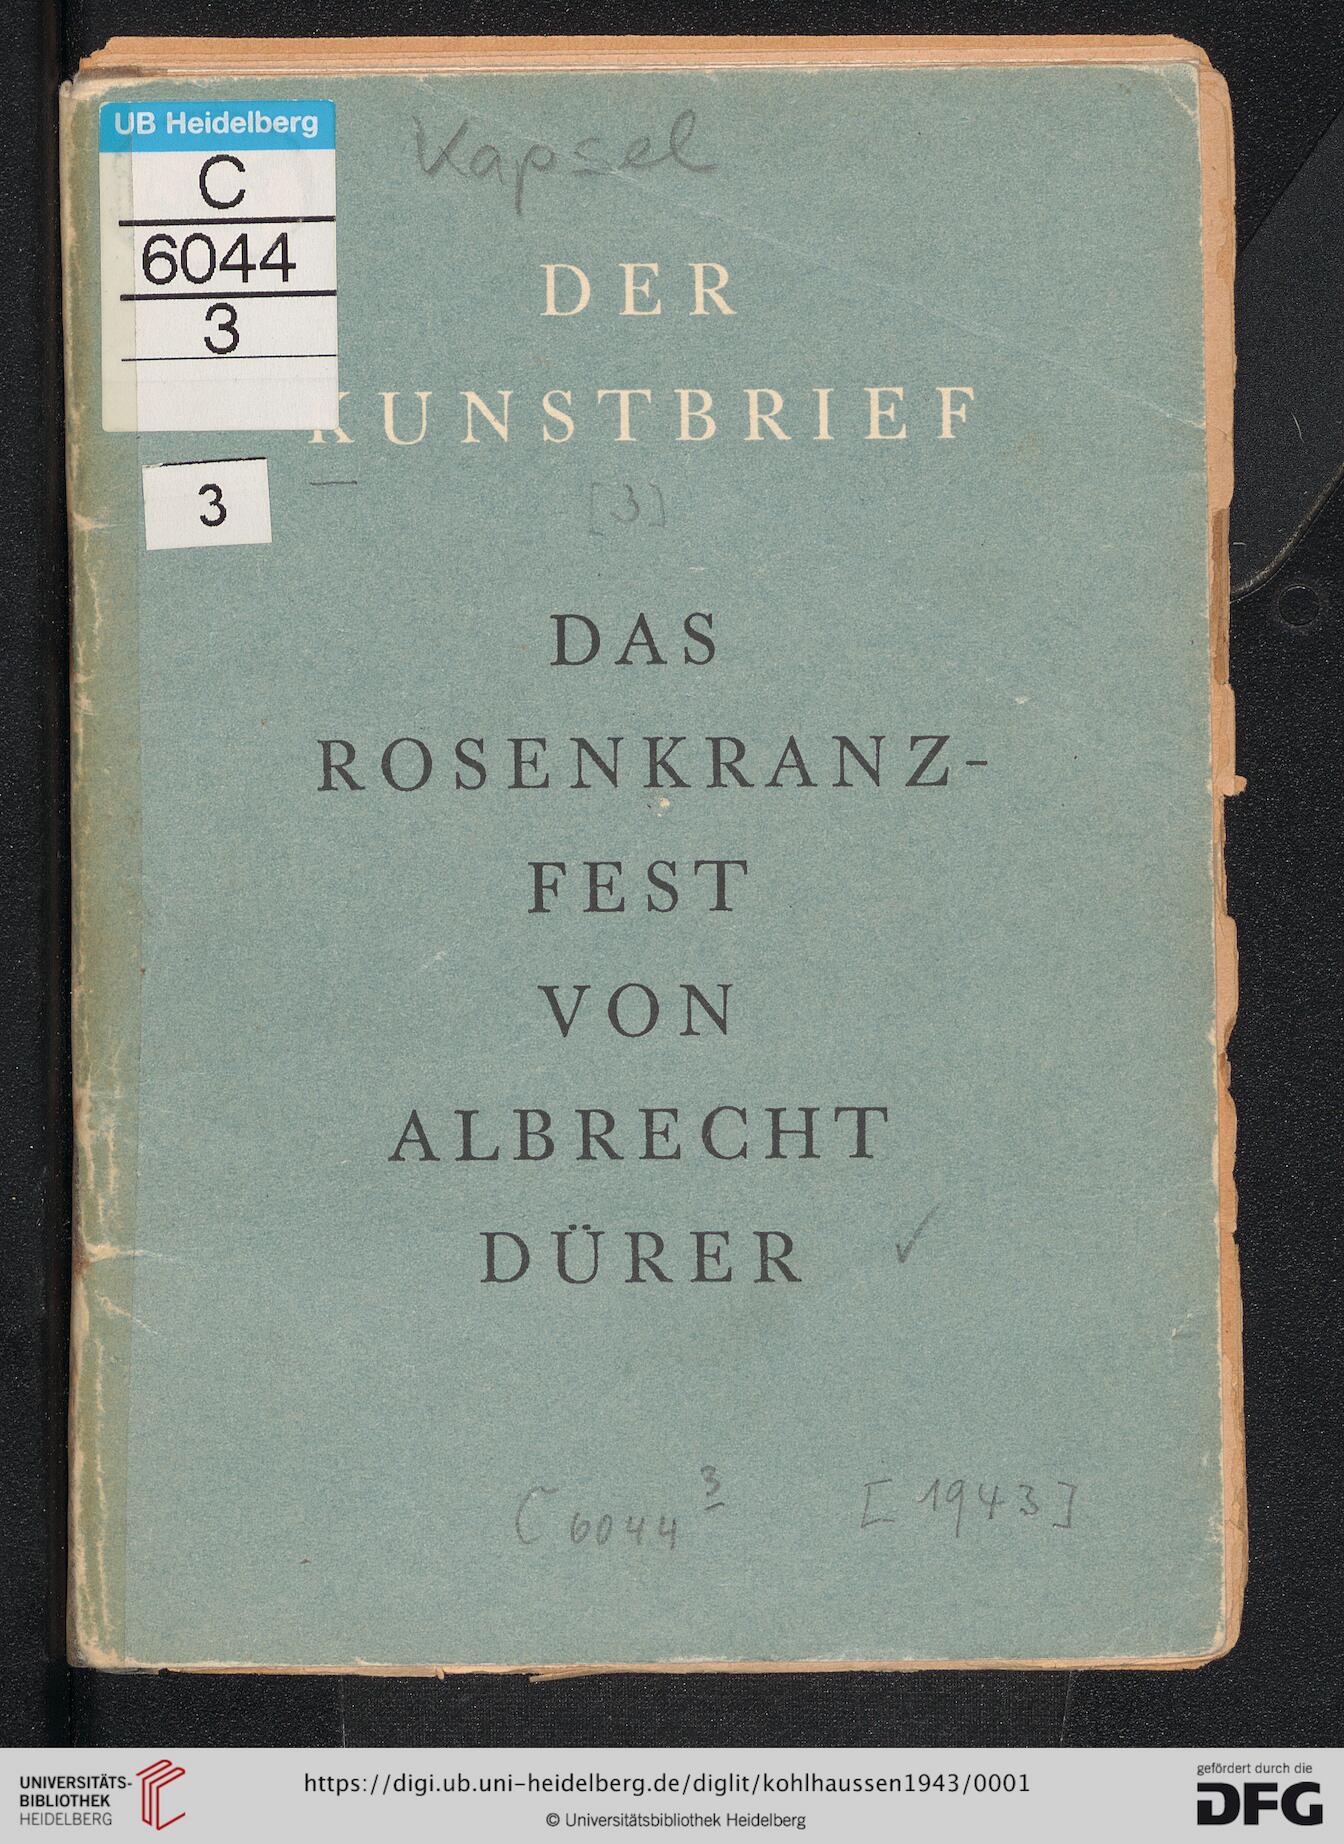 UB Heidelberg
C
6044
3
3
Kapsel
DER
KUNSTBRIEF
[3]
DAS
ROSENKRANZ-
FEST
VON
ALBRECHT
DÜRER
C 6044 3
[1943]
UNIVERSITÄTS-
BIBLIOTHEK
HEIDELBERG
https://digi.ub.uni-heidelberg.de/diglit/kohlhaussen1943/0001
© Universitätsbibliothek Heidelberg
gefördert durch die
DFG